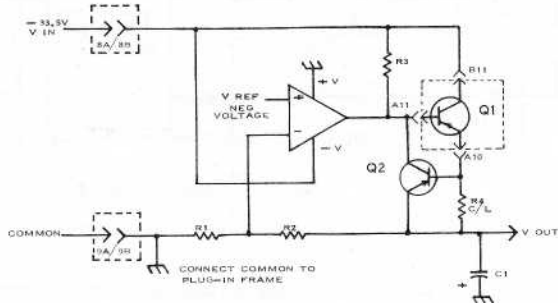 - 33.5V
V IN
8A/8B
+ V
R3
B11
V REF
NEG
VOLTAGE
+
A11
Q1
-
- V
Q2
A10
R4
C/L
COMMON
9A/9B
R1
R2
V OUT
CONNECT COMMON TO
PLUG-IN FRAME
+
C1